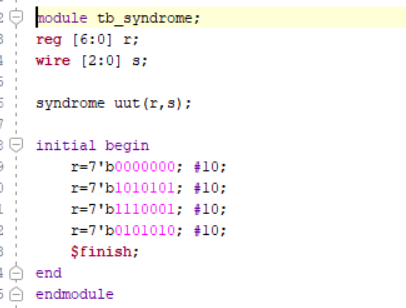 module tb_syndrome;
reg [6:0] r;
wire [2:0] s;
syndrome uut(r,s);
initial begin
r=7'b0000000; #10;
r=7'b1010101; #10;
r=7'b1110001; #10;
r=7'b0101010; #10;
$finish;
end
endmodule